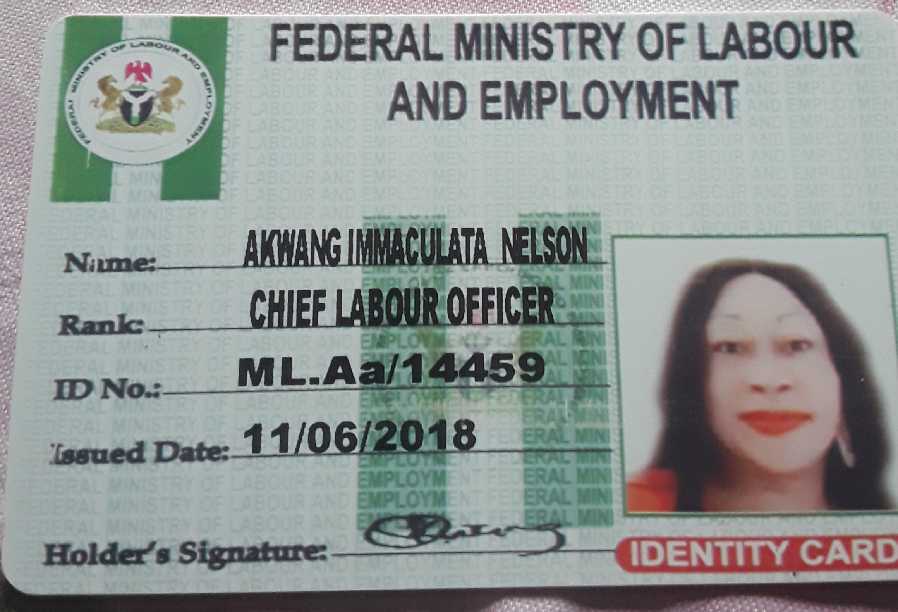 FEDERAL MINISTRY OF LABOUR
AND EMPLOYMENT
FEDERAL MINISTRY OF LABOUR AND EMPLOYMENT
Name: AKWANG IMMACULATA NELSON
Rank: CHIEF LABOUR OFFICER
ID No.: ML.Aa/14459
Issued Date: 11/06/2018
Holder's Signature:
IDENTITY CARD